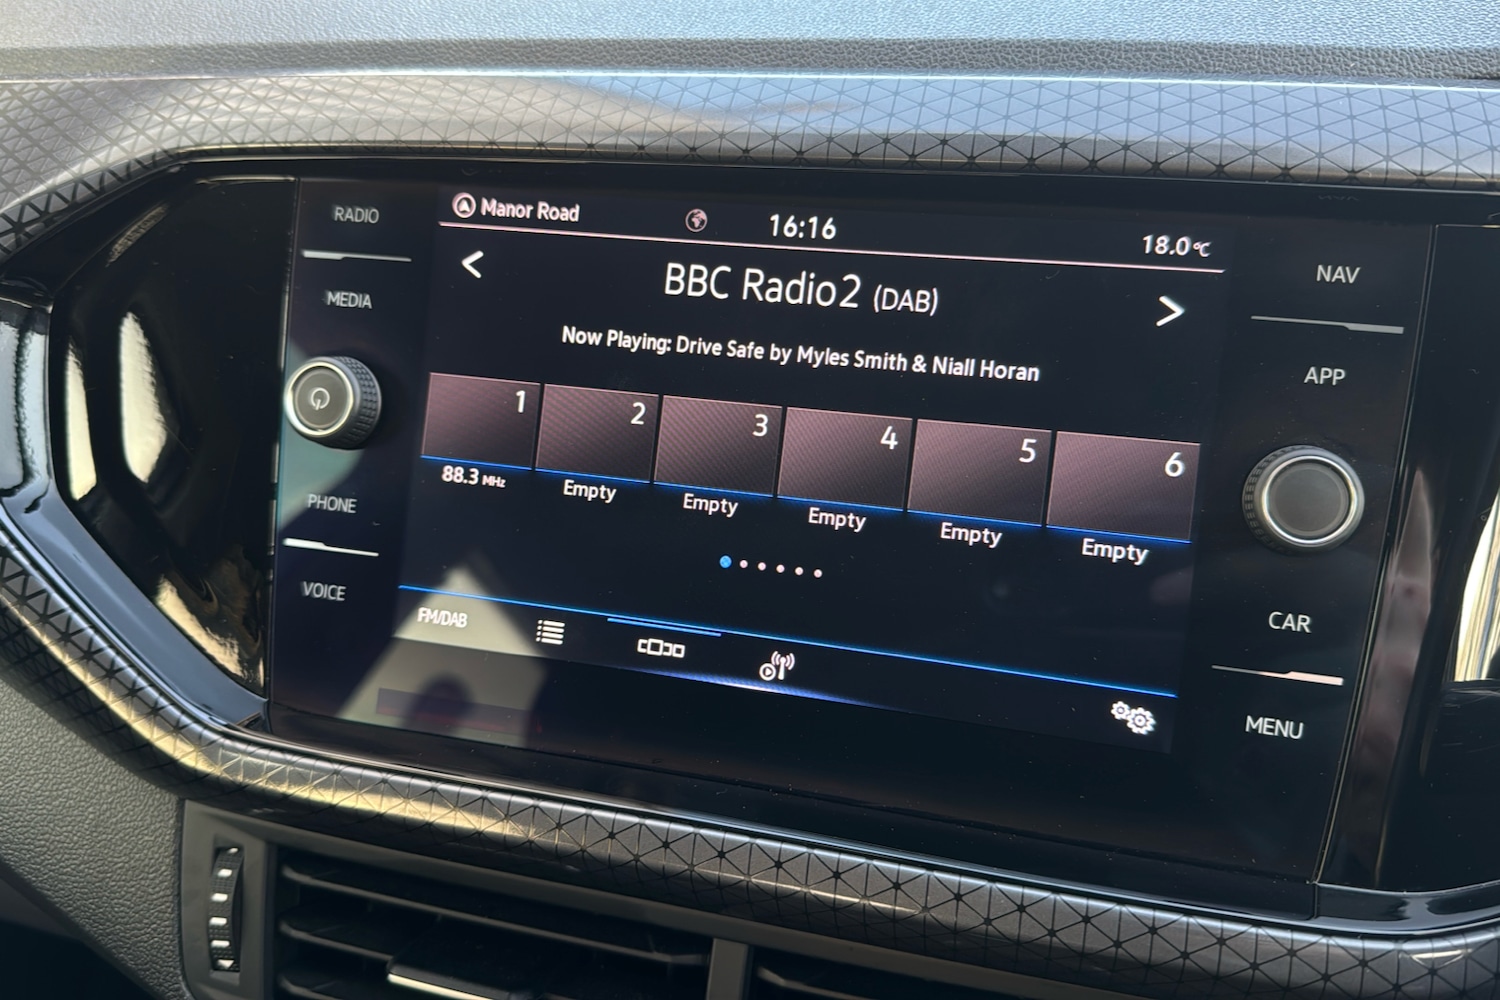 RADIO
MEDIA
PHONE
VOICE
Manor Road
16:16
18.0°C
BBC Radio2 (DAB)
Now Playing: Drive Safe by Myles Smith & Niall Horan
1
2
3
4
5
6
88.3 MHz
Empty
Empty
Empty
Empty
Empty
FM/DAB
NAV
APP
CAR
MENU